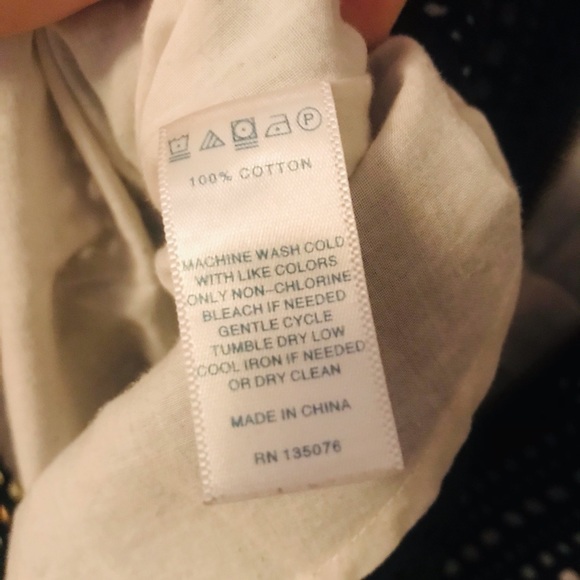 P
100% COTTON
MACHINE WASH COLD
WITH LIKE COLORS
ONLY NON-CHLORINE
BLEACH IF NEEDED
GENTLE CYCLE
TUMBLE DRY LOW
COOL IRON IF NEEDED
OR DRY CLEAN
MADE IN CHINA
RN 135076